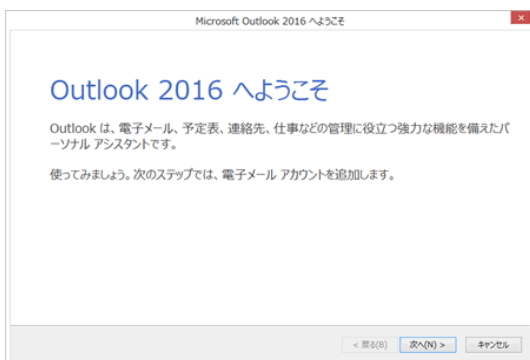 Microsoft Outlook 2016 へようこそ
Outlook 2016 へようこそ
Outlook は、電子メール、予定表、連絡先、仕事などの管理に役立つ強力な機能を備えたパ
ーソナル アシスタントです。
使ってみましょう。次のステップでは、電子メール アカウントを追加します。
< 戻る(B) 次へ(N) > キャンセル